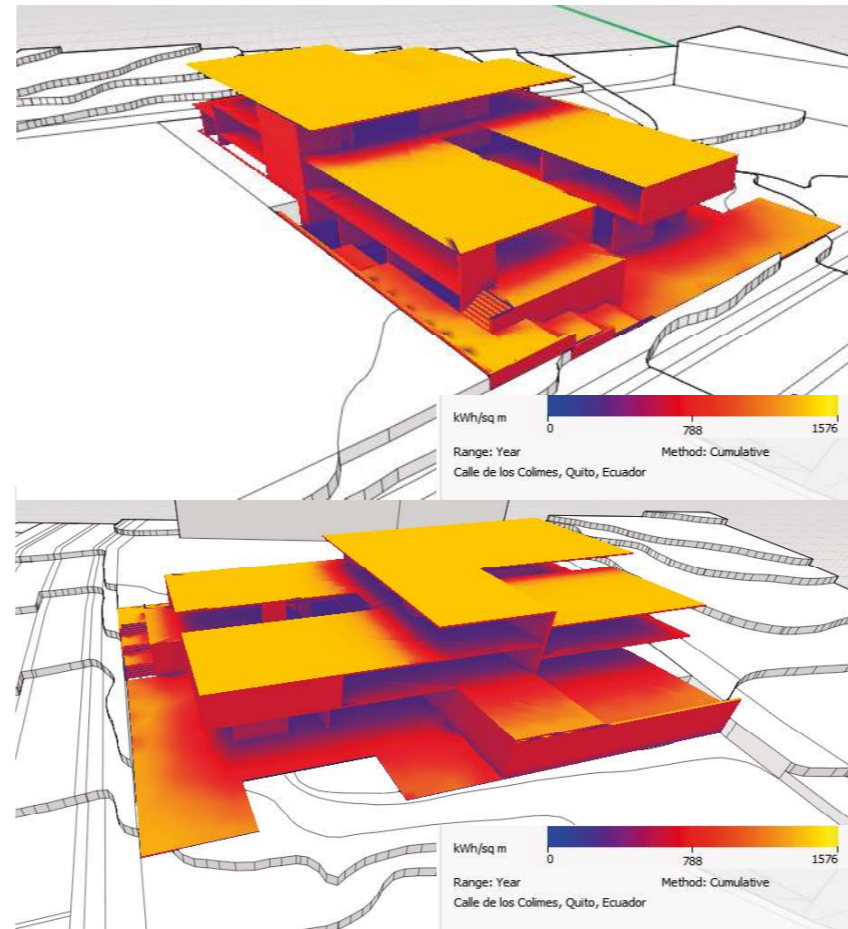 kWh/sq m
0 788 1576
Range: Year Method: Cumulative
Calle de los Colimes, Quito, Ecuador
kWh/sq m
0 788 1576
Range: Year Method: Cumulative
Calle de los Colimes, Quito, Ecuador